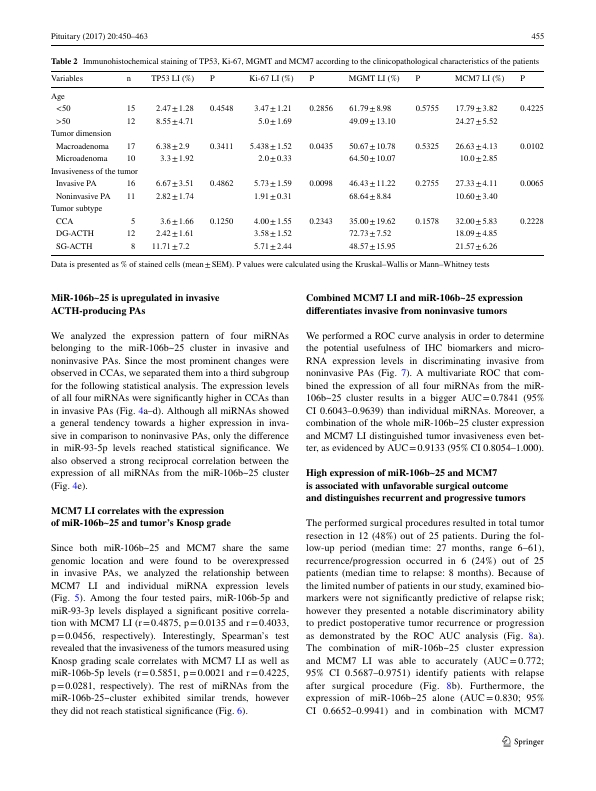 Pituitary (2017) 20:450–463
455
Table 2 Immunohistochemical staining of TP53, Ki-67, MGMT and MCM7 according to the clinicopathological characteristics of the patients
Variables n TP53 LI (%) P Ki-67 LI (%) P MGMT LI (%) P MCM7 LI (%) P
Age
<50 15 2.47±1.28 0.4548 3.47±1.21 0.2856 61.79±8.98 0.5755 17.79±3.82 0.4225
>50 12 8.55±4.71 5.0±1.69 49.09±13.10 24.27±5.52
Tumor dimension
Macroadenoma 17 6.38±2.9 0.3411 5.438±1.52 0.0435 50.67±10.78 0.5325 26.63±4.13 0.0102
Microadenoma 10 3.3±1.92 2.0±0.33 64.50±10.07 10.0±2.85
Invasiveness of the tumor
Invasive PA 16 6.67±3.51 0.4862 5.73±1.59 0.0098 46.43±11.22 0.2755 27.33±4.11 0.0065
Noninvasive PA 11 2.82±1.74 1.91±0.31 68.64±8.84 10.60±3.40
Tumor subtype
CCA 5 3.6±1.66 0.1250 4.00±1.55 0.2343 35.00±19.62 0.1578 32.00±5.83 0.2228
DG-ACTH 12 2.42±1.61 3.58±1.52 72.73±7.52 18.09±4.85
SG-ACTH 8 11.71±7.2 5.71±2.44 48.57±15.95 21.57±6.26
Data is presented as % of stained cells (mean±SEM). P values were calculated using the Kruskal–Wallis or Mann–Whitney tests
MiR-106b~25 is upregulated in invasive
ACTH-producing PAs
We analyzed the expression pattern of four miRNAs
belonging to the miR-106b~25 cluster in invasive and
noninvasive PAs. Since the most prominent changes were
observed in CCAs, we separated them into a third subgroup
for the following statistical analysis. The expression levels
of all four miRNAs were significantly higher in CCAs than
in invasive PAs (Fig. 4a–d). Although all miRNAs showed
a general tendency towards a higher expression in inva-
sive in comparison to noninvasive PAs, only the difference
in miR-93-5p levels reached statistical significance. We
also observed a strong reciprocal correlation between the
expression of all miRNAs from the miR-106b~25 cluster
(Fig. 4e).
MCM7 LI correlates with the expression
of miR-106b~25 and tumor's Knosp grade
Since both miR-106b~25 and MCM7 share the same
genomic location and were found to be overexpressed
in invasive PAs, we analyzed the relationship between
MCM7 LI and individual miRNA expression levels
(Fig. 5). Among the four tested pairs, miR-106b-5p and
miR-93-3p levels displayed a significant positive correla-
tion with MCM7 LI (r=0.4875, p=0.0135 and r=0.4033,
p=0.0456, respectively). Interestingly, Spearman's test
revealed that the invasiveness of the tumors measured using
Knosp grading scale correlates with MCM7 LI as well as
miR-106b-5p levels (r=0.5851, p=0.0021 and r=0.4225,
p=0.0281, respectively). The rest of miRNAs from the
miR-106b-25~cluster exhibited similar trends, however
they did not reach statistical significance (Fig. 6).
Combined MCM7 LI and miR-106b~25 expression
differentiates invasive from noninvasive tumors
We performed a ROC curve analysis in order to determine
the potential usefulness of IHC biomarkers and micro-
RNA expression levels in discriminating invasive from
noninvasive PAs (Fig. 7). A multivariate ROC that com-
bined the expression of all four miRNAs from the miR-
106b~25 cluster results in a bigger AUC=0.7841 (95%
CI 0.6043–0.9639) than individual miRNAs. Moreover, a
combination of the whole miR-106b~25 cluster expression
and MCM7 LI distinguished tumor invasiveness even bet-
ter, as evidenced by AUC=0.9133 (95% CI 0.8054–1.000).
High expression of miR-106b~25 and MCM7
is associated with unfavorable surgical outcome
and distinguishes recurrent and progressive tumors
The performed surgical procedures resulted in total tumor
resection in 12 (48%) out of 25 patients. During the fol-
low-up period (median time: 27 months, range 6–61),
recurrence/progression occurred in 6 (24%) out of 25
patients (median time to relapse: 8 months). Because of
the limited number of patients in our study, examined bio-
markers were not significantly predictive of relapse risk;
however they presented a notable discriminatory ability
to predict postoperative tumor recurrence or progression
as demonstrated by the ROC AUC analysis (Fig. 8a).
The combination of miR-106b~25 cluster expression
and MCM7 LI was able to accurately (AUC=0.772;
95% CI 0.5687–0.9751) identify patients with relapse
after surgical procedure (Fig. 8b). Furthermore, the
expression of miR-106b~25 alone (AUC=0.830; 95%
CI 0.6652–0.9941) and in combination with MCM7
Springer